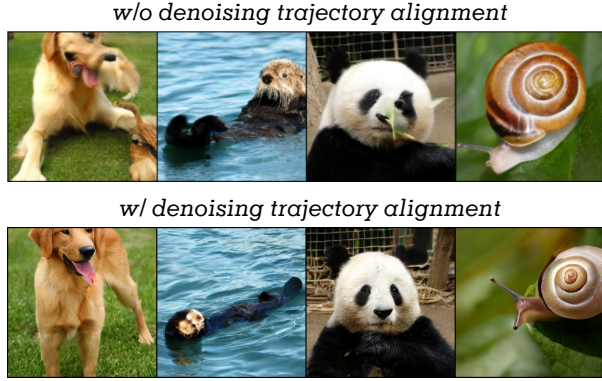 w/o denoising trajectory alignment
w/ denoising trajectory alignment